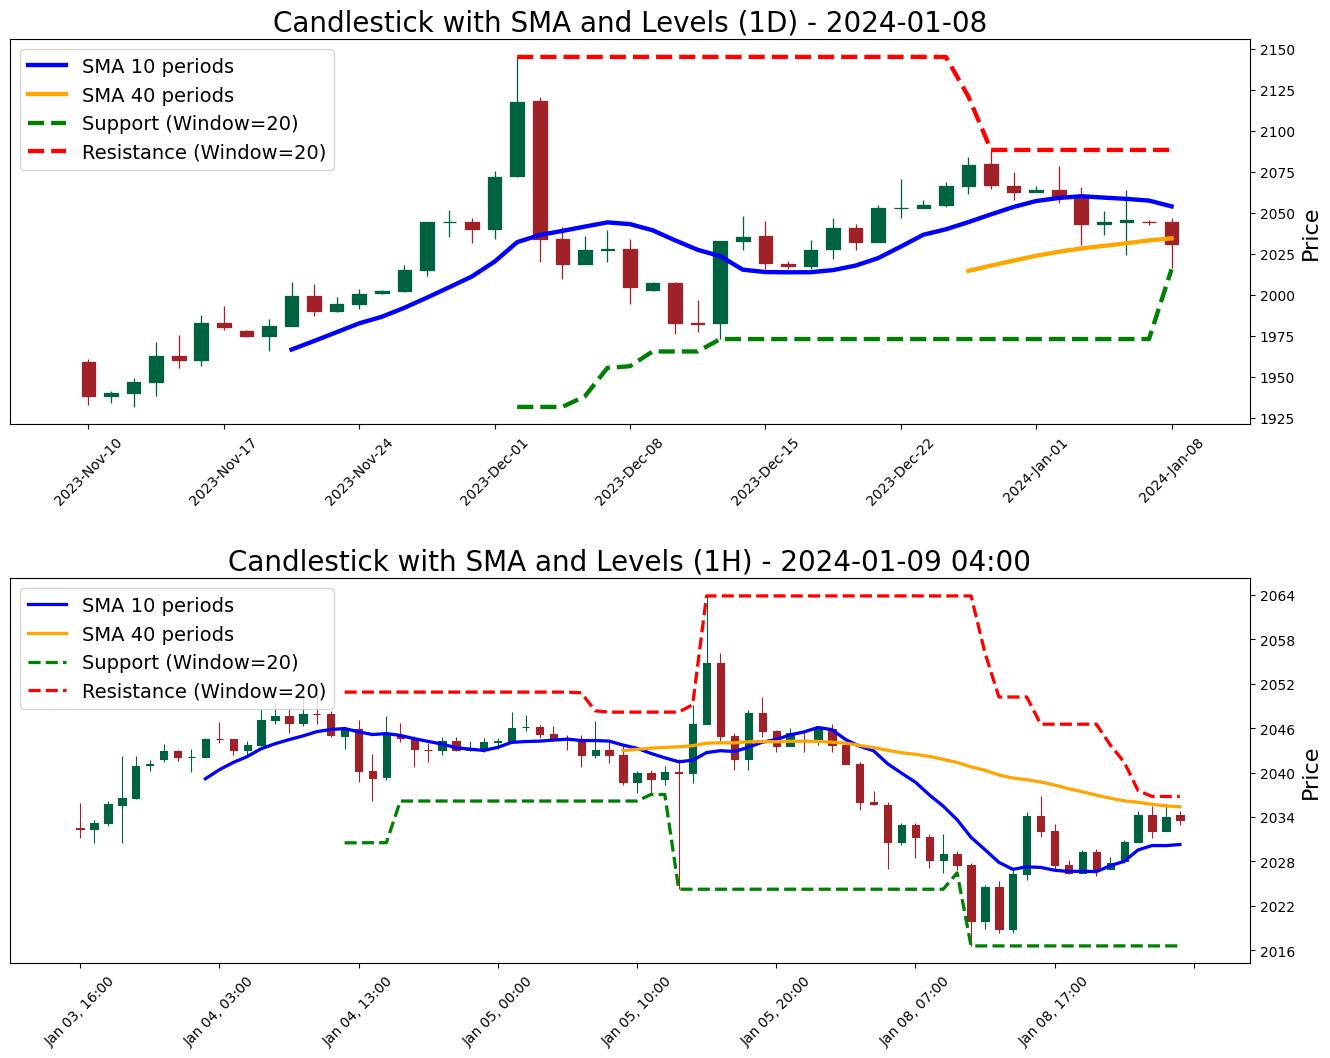 Candlestick with SMA and Levels (1D) - 2024-01-08
SMA 10 periods
SMA 40 periods
Support (Window=20)
Resistance (Window=20)
2150
2125
2100
2075
2050
2025
2000
1975
1950
1925
Price
2023-Nov-10
2023-Nov-17
2023-Nov-24
2023-Dec-01
2023-Dec-08
2023-Dec-15
2023-Dec-22
2024-Jan-01
2024-Jan-08
Candlestick with SMA and Levels (1H) - 2024-01-09 04:00
SMA 10 periods
SMA 40 periods
Support (Window=20)
Resistance (Window=20)
2064
2058
2052
2046
2040
2034
2028
2022
2016
Price
Jan 03, 16:00
Jan 04, 03:00
Jan 04, 13:00
Jan 05, 00:00
Jan 05, 10:00
Jan 05, 20:00
Jan 08, 07:00
Jan 08, 17:00